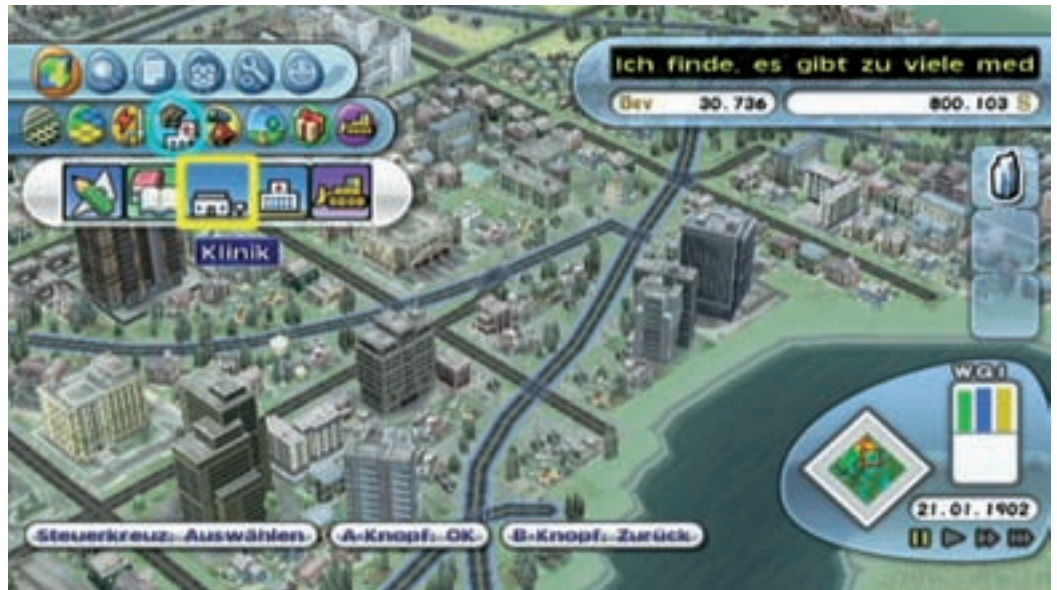 Ich finde, es gibt zu viele med
Bev 30.736 800.103 $
Klinik
W G I
21.01.1902
Steuerkreuz: Auswählen A-Knopf: OK B-Knopf: Zurück